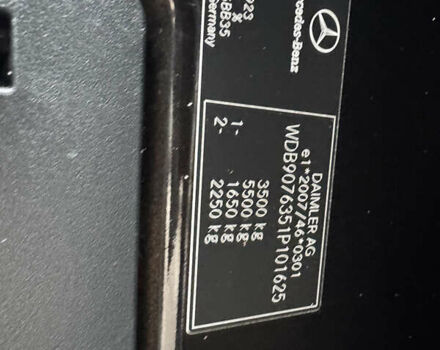 Mercedes-Benz
Germany
DAIMLER AG
e1*2007/46*0301
WDB9076351P101625
3500 kg
5500 kg
1- 1650 kg
2- 2250 kg